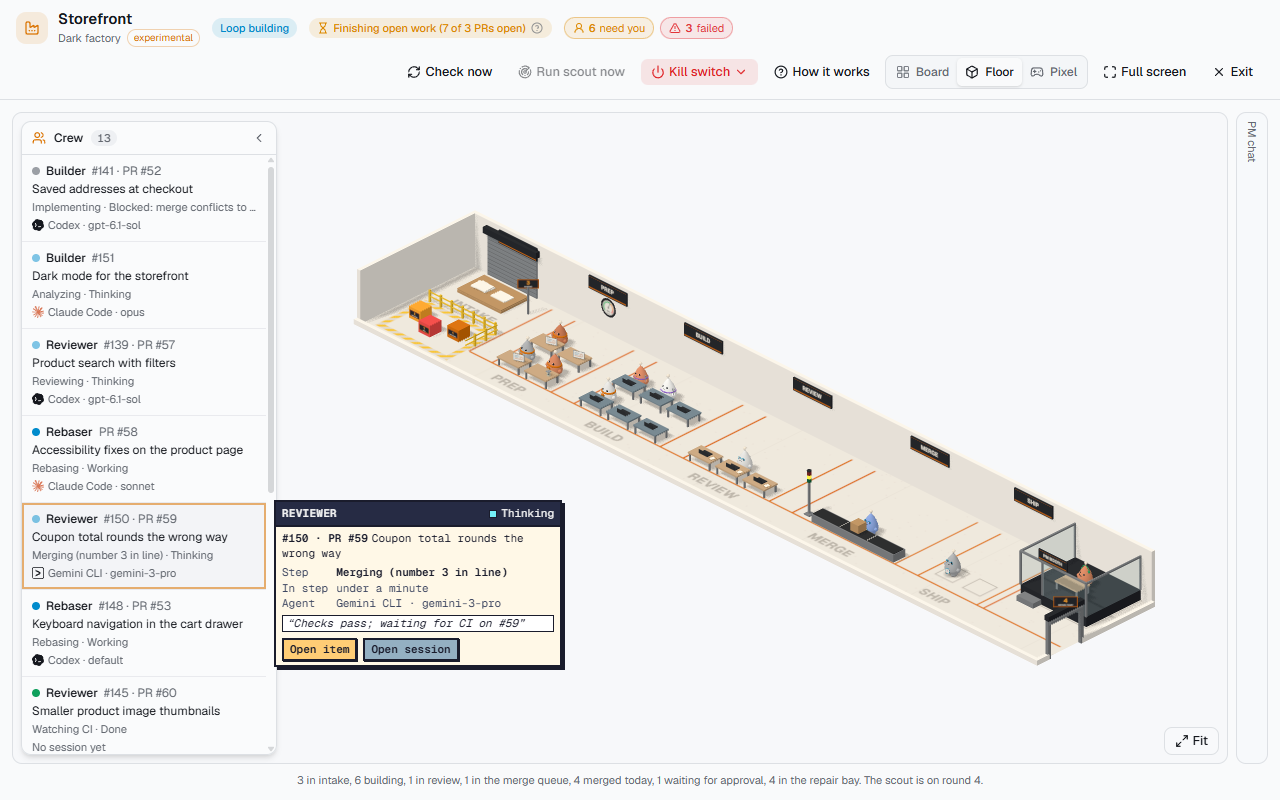 Storefront
Dark factory experimental
Loop building
Finishing open work (7 of 3 PRs open)
6 need you
3 failed
Check now
Run scout now
Kill switch
How it works
Board
Floor
Pixel
Full screen
Exit
Crew 13
Builder #141 · PR #52
Saved addresses at checkout
Implementing · Blocked: merge conflicts to …
Codex · gpt-6.1-sol
Builder #151
Dark mode for the storefront
Analyzing · Thinking
Claude Code · opus
Reviewer #139 · PR #57
Product search with filters
Reviewing · Thinking
Codex · gpt-6.1-sol
Rebaser PR #58
Accessibility fixes on the product page
Rebasing · Working
Claude Code · sonnet
Reviewer #150 · PR #59
Coupon total rounds the wrong way
Merging (number 3 in line) · Thinking
Gemini CLI · gemini-3-pro
Rebaser #148 · PR #53
Keyboard navigation in the cart drawer
Rebasing · Working
Codex · default
Reviewer #145 · PR #60
Smaller product image thumbnails
Watching CI · Done
No session yet
REVIEWER Thinking
#150 · PR #59 Coupon total rounds the
wrong way
Step Merging (number 3 in line)
In step under a minute
Agent Gemini CLI · gemini-3-pro
“Checks pass; waiting for CI on #59”
Open item
Open session
INTAKE
PREP
BUILD
REVIEW
MERGE
SHIP
PREP
BUILD
REVIEW
MERGE
SHIP
PM chat
Fit
3 in intake, 6 building, 1 in review, 1 in the merge queue, 4 merged today, 1 waiting for approval, 4 in the repair bay. The scout is on round 4.